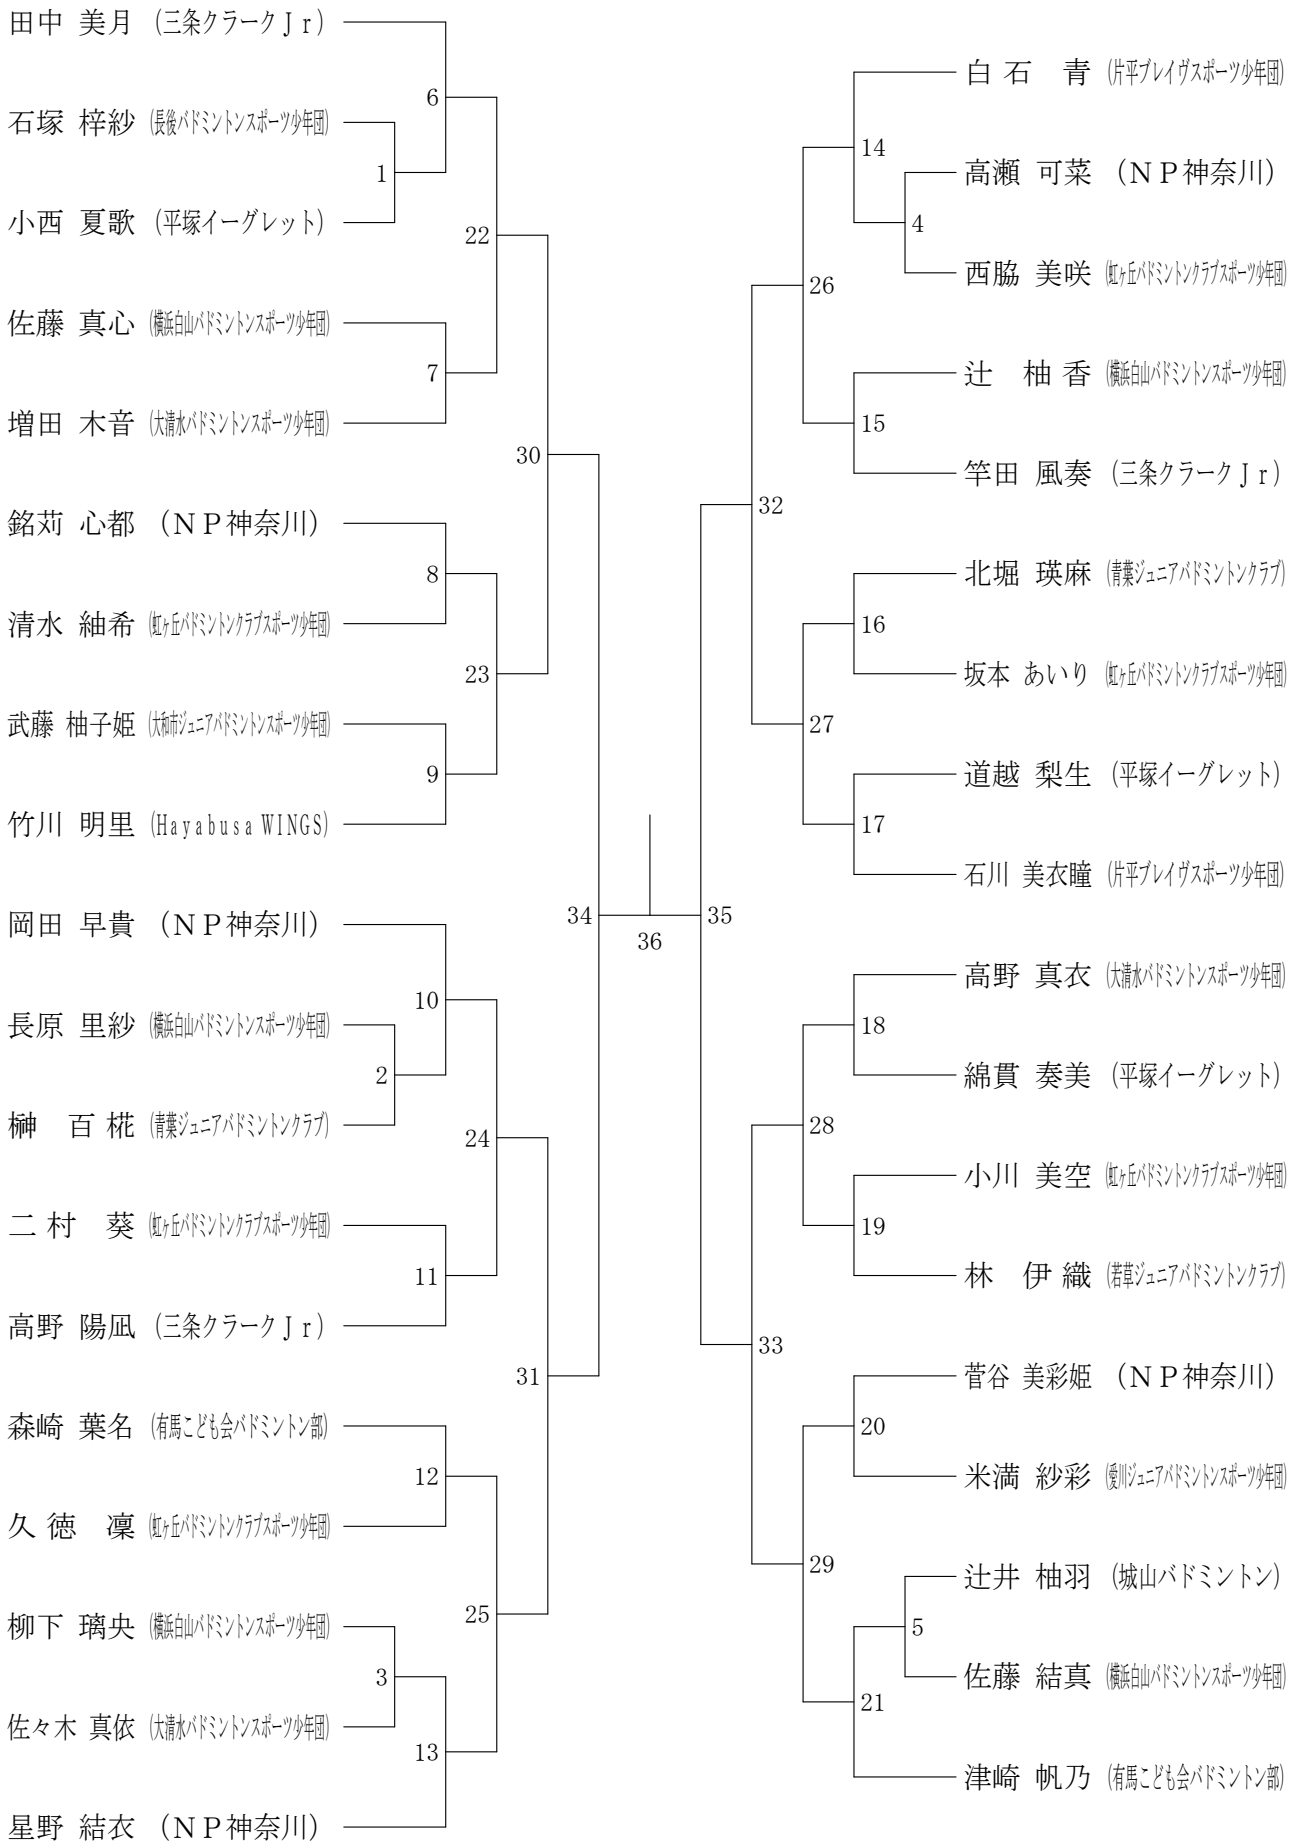 田中 美月 (三条クラークＪｒ)
石塚 梓紗 (長後バドミントンスポーツ少年団)
小西 夏歌 (平塚イーグレット)
佐藤 真心 (横浜白山バドミントンスポーツ少年団)
増田 木音 (大清水バドミントンスポーツ少年団)
銘苅 心都 (ＮＰ神奈川)
清水 紬希 (虹ヶ丘バドミントンクラブスポーツ少年団)
武藤 柚子姫 (大和市ジュニアバドミントンスポーツ少年団)
竹川 明里 (Hayabusa WINGS)
岡田 早貴 (ＮＰ神奈川)
長原 里紗 (横浜白山バドミントンスポーツ少年団)
榊 百椛 (青葉ジュニアバドミントンクラブ)
二村 葵 (虹ヶ丘バドミントンクラブスポーツ少年団)
高野 陽凪 (三条クラークＪｒ)
森崎 葉名 (有馬こども会バドミントン部)
久徳 凜 (虹ヶ丘バドミントンクラブスポーツ少年団)
柳下 璃央 (横浜白山バドミントンスポーツ少年団)
佐々木 真依 (大清水バドミントンスポーツ少年団)
星野 結衣 (ＮＰ神奈川)
1
2
3
6
7
8
9
10
11
12
13
22
23
24
25
30
31
34
36
35
32
33
26
27
28
29
14
15
16
17
18
19
20
21
4
5
白石 青 (片平ブレイヴスポーツ少年団)
高瀬 可菜 (ＮＰ神奈川)
西脇 美咲 (虹ヶ丘バドミントンクラブスポーツ少年団)
辻 柚香 (横浜白山バドミントンスポーツ少年団)
竿田 風奏 (三条クラークＪｒ)
北堀 瑛麻 (青葉ジュニアバドミントンクラブ)
坂本 あいり (虹ヶ丘バドミントンクラブスポーツ少年団)
道越 梨生 (平塚イーグレット)
石川 美衣瞳 (片平ブレイヴスポーツ少年団)
高野 真衣 (大清水バドミントンスポーツ少年団)
綿貫 奏美 (平塚イーグレット)
小川 美空 (虹ヶ丘バドミントンクラブスポーツ少年団)
林 伊織 (若草ジュニアバドミントンクラブ)
菅谷 美彩姫 (ＮＰ神奈川)
米満 紗彩 (愛川ジュニアバドミントンスポーツ少年団)
辻井 柚羽 (城山バドミントン)
佐藤 結真 (横浜白山バドミントンスポーツ少年団)
津崎 帆乃 (有馬こども会バドミントン部)